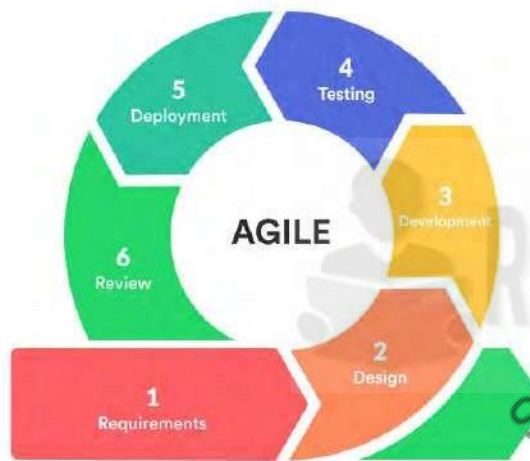 5
Deployment
4
Testing
3
Development
AGILE
6
Review
2
Design
1
Requirements